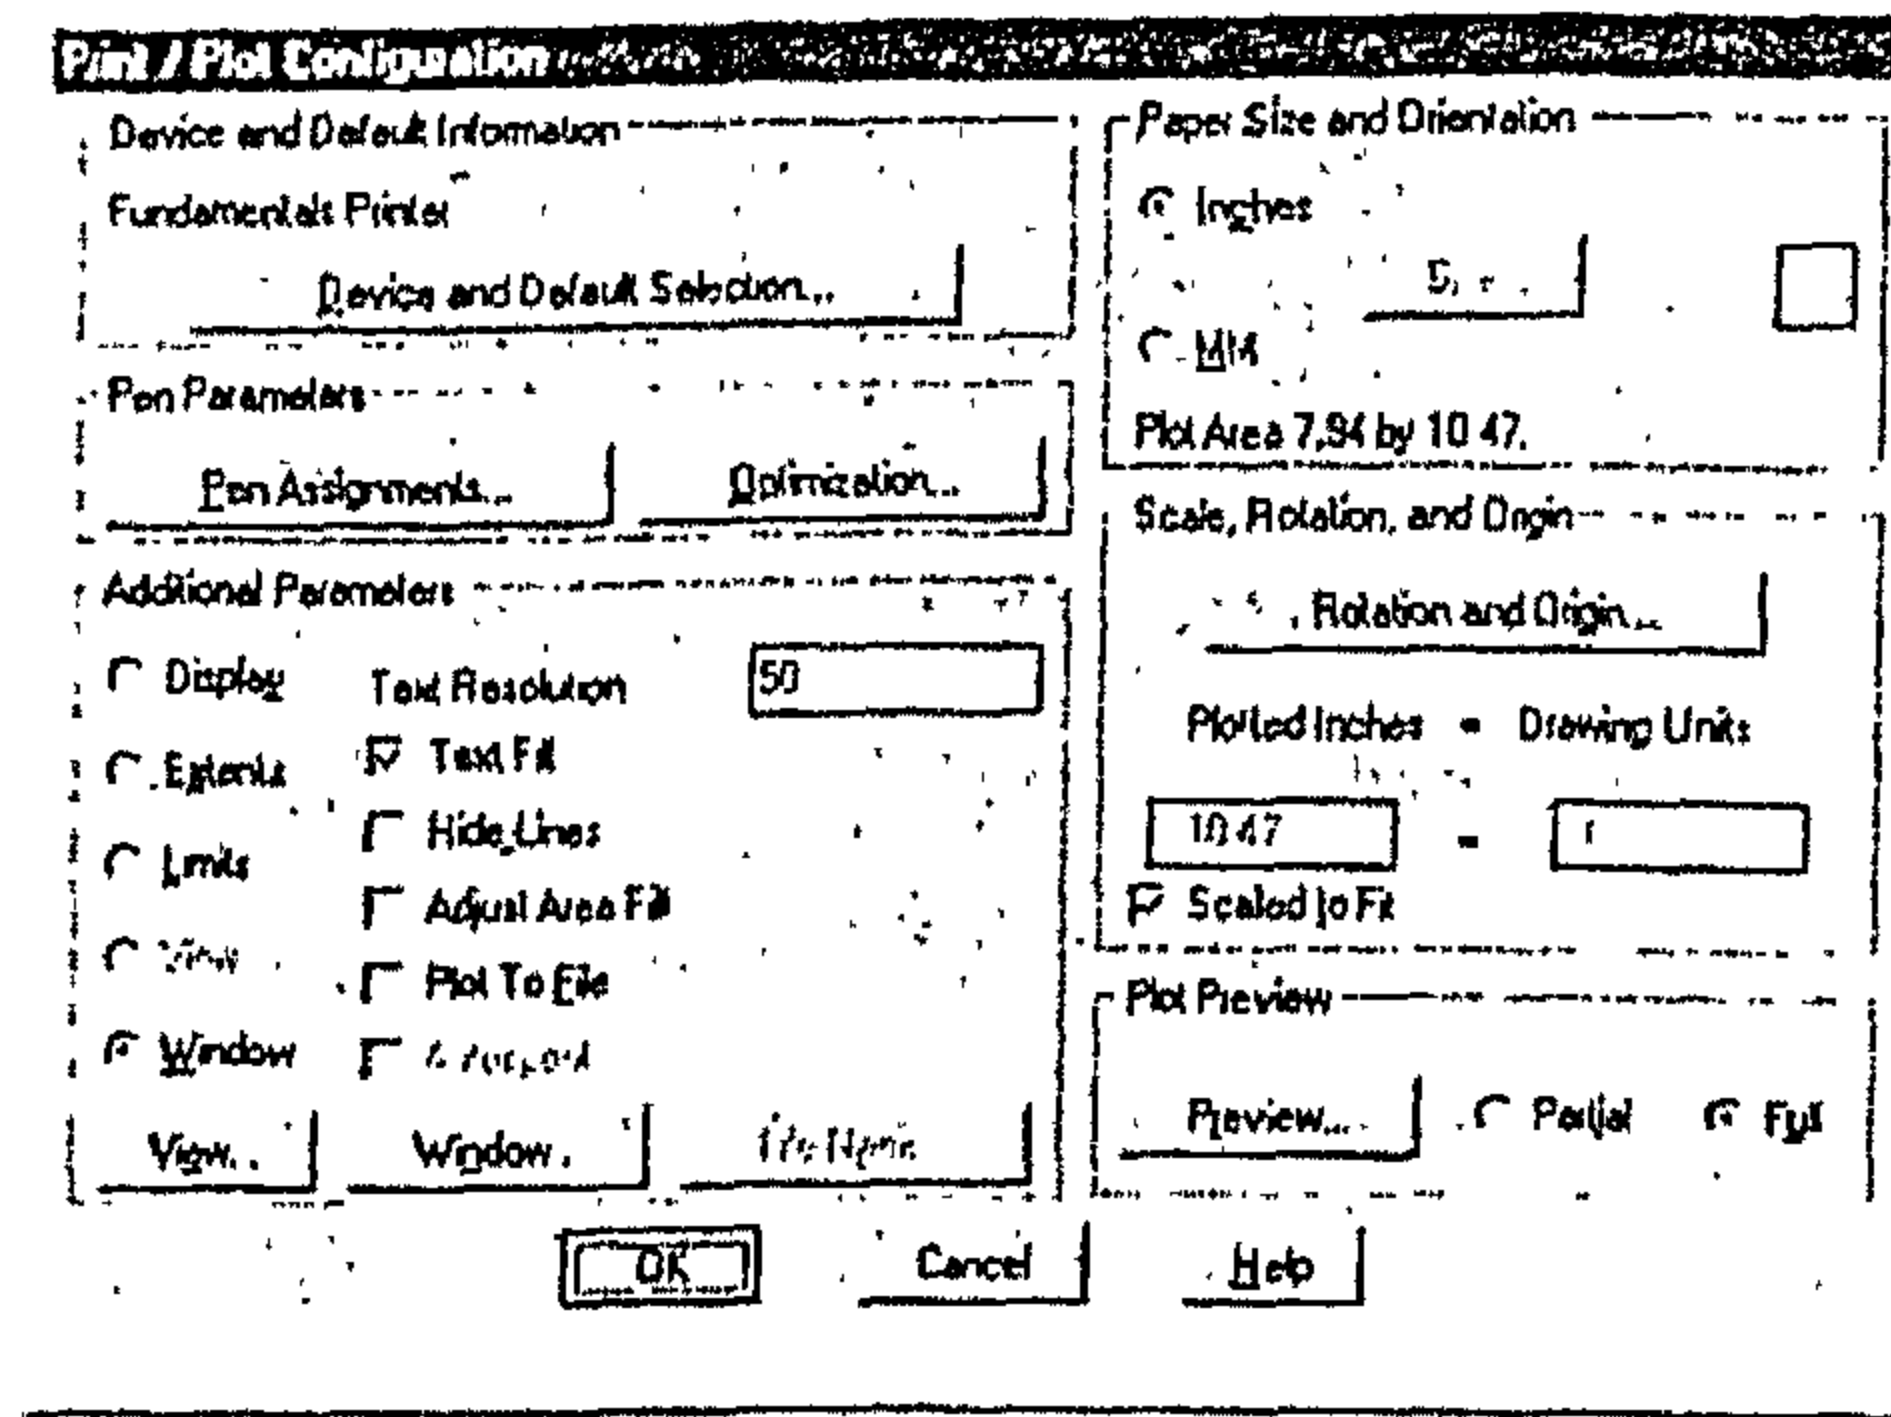 Print / Plot Configuration
Device and Default Information
Fundamentals Printer
Device and Default Selection...
Pen Parameters
Pen Assignments...
Optimization...
Additional Parameters
Display
Text Resolution
50
Extents
Text Fill
Hide Lines
Limits
Adjust Area Fill
View
Plot To File
Window
View...
Window...
File Name
Paper Size and Orientation
Inches
MM
Plot Area 7.94 by 10.47.
Scale, Rotation, and Origin
Rotation and Origin...
Plotted Inches = Drawing Units
10.47 = 1
Scaled to Fit
Plot Preview
Preview...
Partial
Full
OK
Cancel
Help